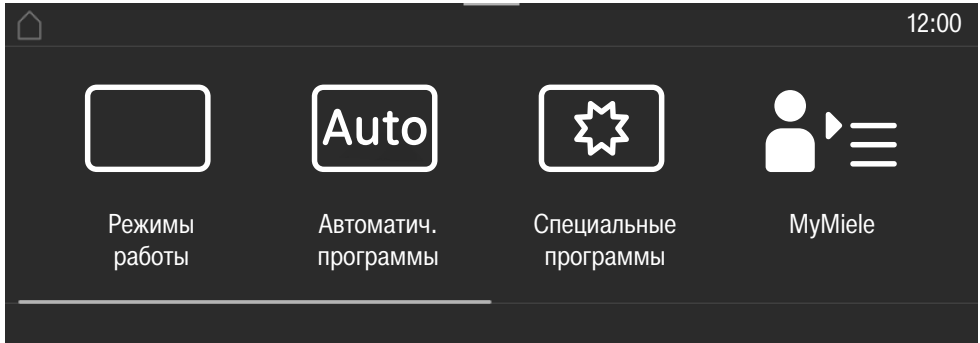 12:00
Auto
Режимы
работы
Автоматич.
программы
Специальные
программы
MyMiele